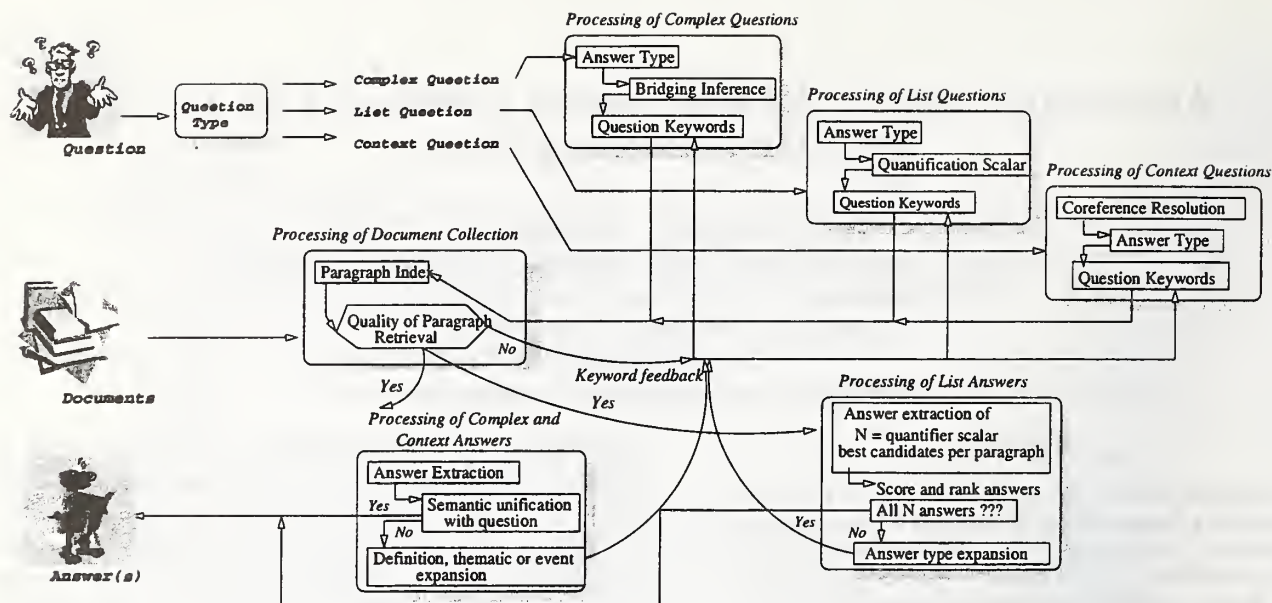 Processing of Complex Questions
Answer Type
Bridging Inference
Question Keywords
? ? ?
Question
Question
Type
Complex Question
List Question
Context Question
Processing of List Questions
Answer Type
Quantification Scalar
Question Keywords
Processing of Context Questions
Coreference Resolution
Answer Type
Question Keywords
Processing of Document Collection
Paragraph Index
Quality of Paragraph
Retrieval
No
Yes
Yes
Keyword feedback
Documents
Processing of Complex and
Context Answers
Answer Extraction
Yes
Semantic unification
with question
No
Definition, thematic or event
expansion
Processing of List Answers
Answer extraction of
N = quantifier scalar
best candidates per paragraph
Score and rank answers
Yes
All N answers ???
No
Answer type expansion
Answer(s)